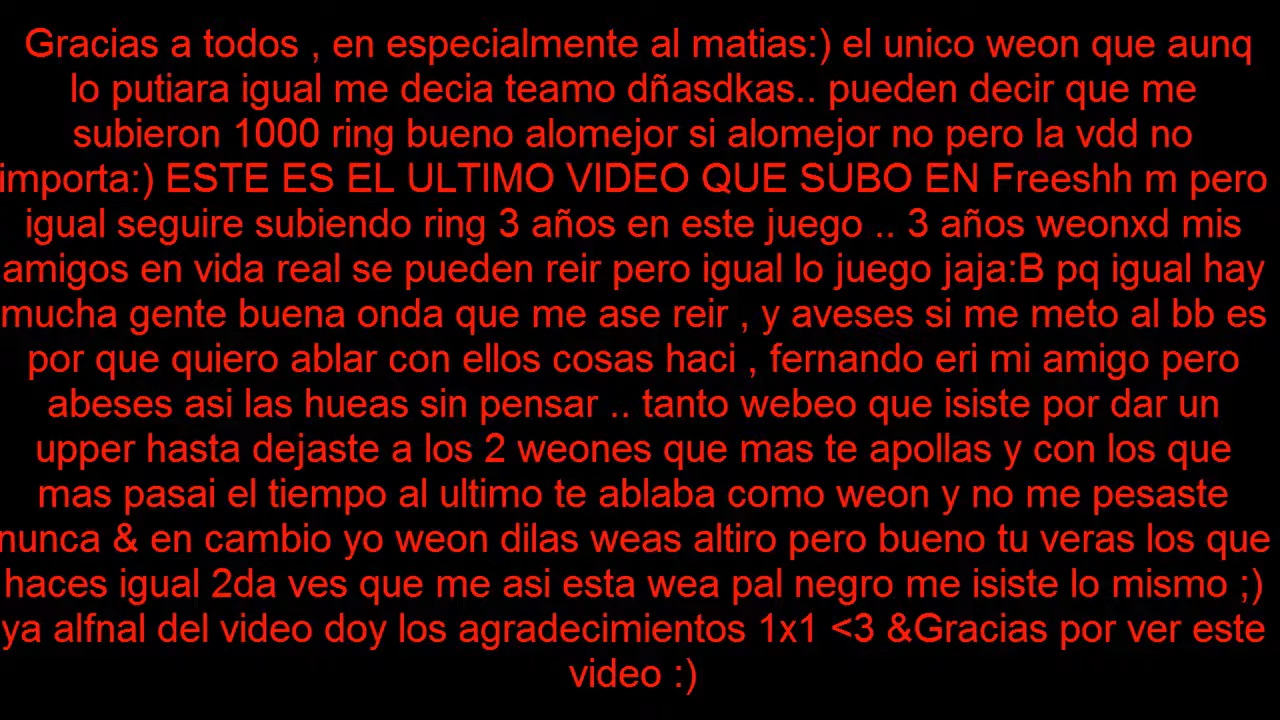 Gracias a todos , en especialmente al matias:) el unico weon que aunq
lo putiara igual me decia teamo dñasdkas.. pueden decir que me
subieron 1000 ring bueno alomejor si alomejor no pero la vdd no
importa:) ESTE ES EL ULTIMO VIDEO QUE SUBO EN Freeshh m pero
igual seguire subiendo ring 3 años en este juego .. 3 años weonxd mis
amigos en vida real se pueden reir pero igual lo juego jaja:B pq igual hay
mucha gente buena onda que me ase reir , y aveses si me meto al bb es
por que quiero ablar con ellos cosas haci , fernando eri mi amigo pero
abeses asi las hueas sin pensar .. tanto webeo que isiste por dar un
upper hasta dejaste a los 2 weones que mas te apollas y con los que
mas pasai el tiempo al ultimo te ablaba como weon y no me pesaste
nunca & en cambio yo weon dilas weas altiro pero bueno tu veras los que
haces igual 2da ves que me asi esta wea pal negro me isiste lo mismo ;)
ya alfnal del video doy los agradecimientos 1x1 <3 &Gracias por ver este
video :)